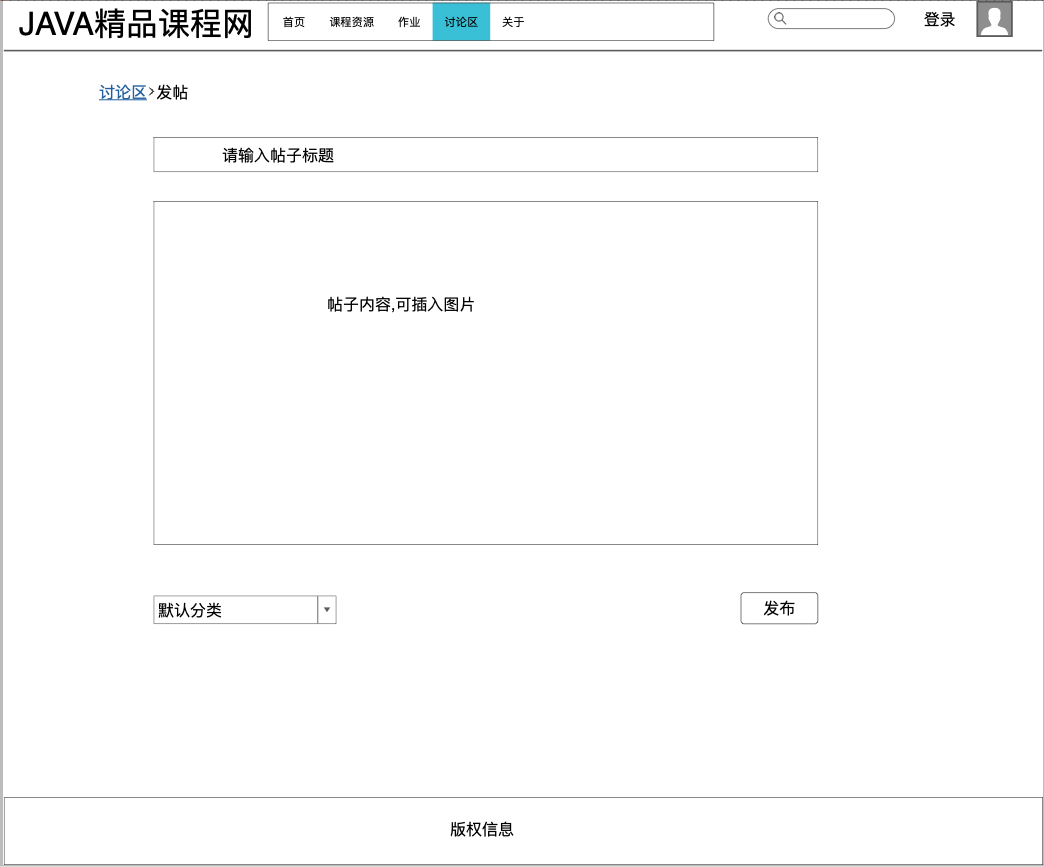 JAVA精品课程网 首页 课程资源 作业 讨论区 关于 登录
讨论区>发帖
请输入帖子标题
帖子内容,可插入图片
默认分类 发布
版权信息